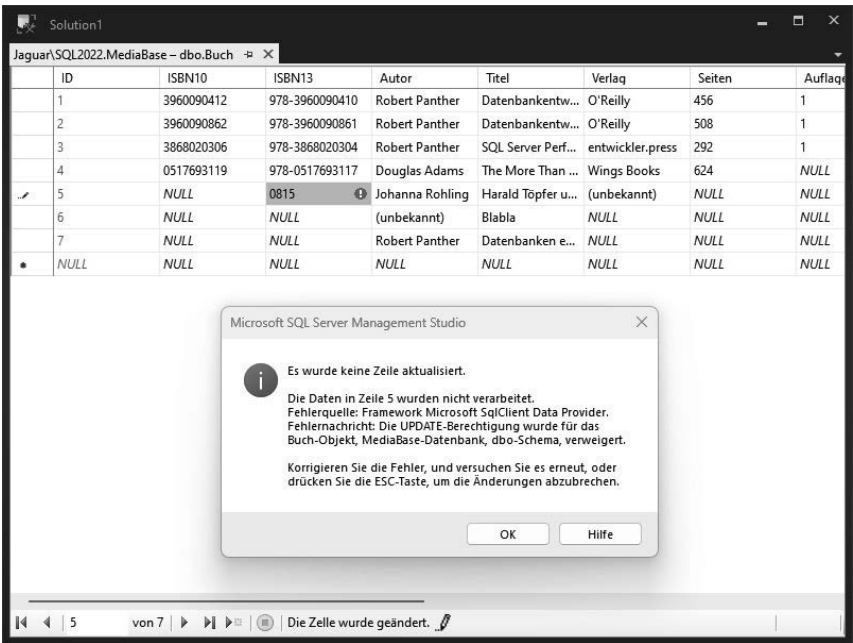 Solution1
Jaguar\SQL2022.MediaBase – dbo.Buch
ID ISBN10 ISBN13 Autor Titel Verlag Seiten Auflage
1 3960090412 978-3960090410 Robert Panther Datenbankentw... O'Reilly 456 1
2 3960090862 978-3960090861 Robert Panther Datenbankentw... O'Reilly 508 1
3 3868020306 978-3868020304 Robert Panther SQL Server Perf... entwickler.press 292 1
4 0517693119 978-0517693117 Douglas Adams The More Than ... Wings Books 624 NULL
5 NULL 0815 Johanna Rohling Harald Töpfer u... (unbekannt) NULL NULL
6 NULL NULL (unbekannt) Blabla NULL NULL NULL
7 NULL NULL Robert Panther Datenbanken e... NULL NULL NULL
NULL NULL NULL NULL NULL NULL NULL NULL
Microsoft SQL Server Management Studio
Es wurde keine Zeile aktualisiert.
Die Daten in Zeile 5 wurden nicht verarbeitet.
Fehlerquelle: Framework Microsoft SqlClient Data Provider.
Fehlernachricht: Die UPDATE-Berechtigung wurde für das
Buch-Objekt, MediaBase-Datenbank, dbo-Schema, verweigert.
Korrigieren Sie die Fehler, und versuchen Sie es erneut, oder
drücken Sie die ESC-Taste, um die Änderungen abzubrechen.
OK Hilfe
5 von 7 Die Zelle wurde geändert.